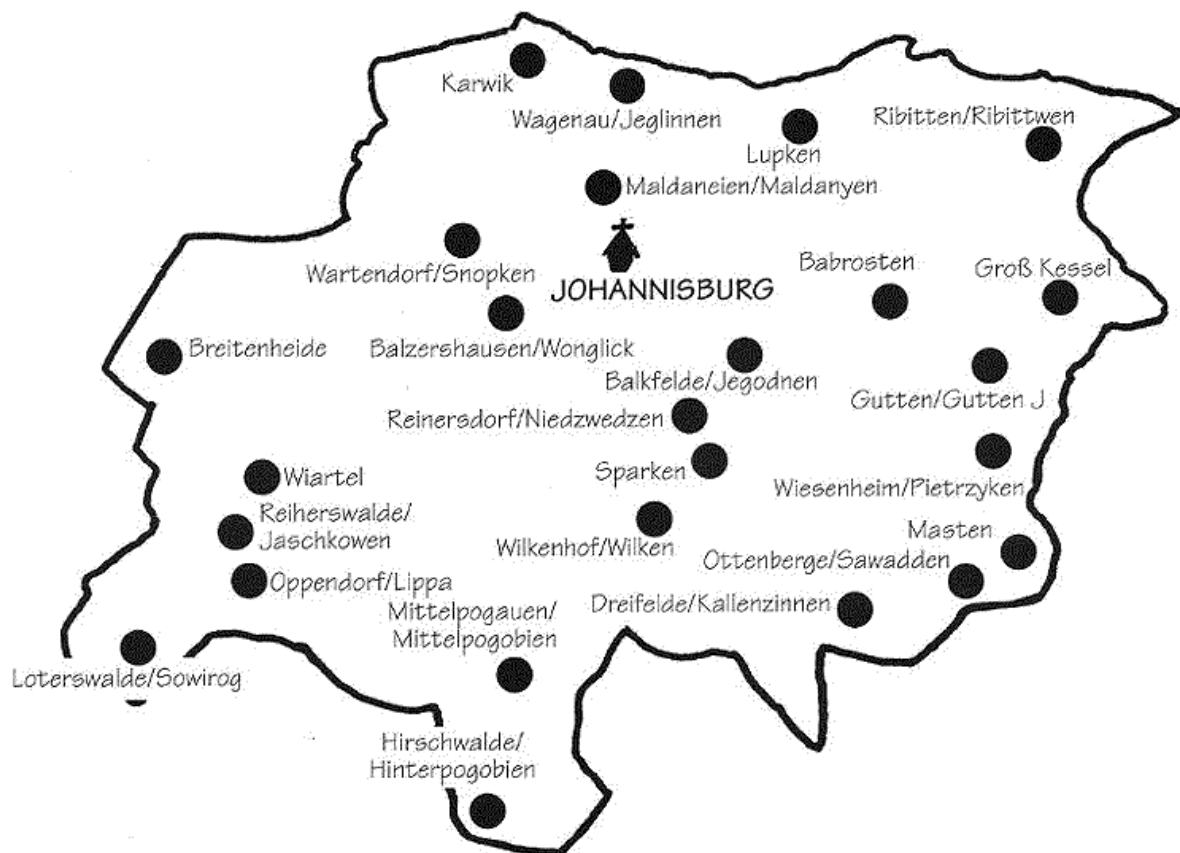 Karwik
Wagenau/Jeglinnen
Ribitten/Ribittwen
Lupken
Maldaneien/Maldanyen
Wartendorf/Snopken
JOHANNISBURG
Babrosten
Groß Kessel
Breitenheide
Balzershausen/Wonglick
Balkfelde/Jegodnen
Gutten/Gutten J
Reinersdorf/Niedzwedzen
Wiartel
Sparken
Wiesenheim/Pietrzyken
Reiherswalde/
Jaschkowen
Wilkenhof/Wilken
Masten
Ottenberge/Sawadden
Oppendorf/Lippa
Dreifelde/Kallenzinnen
Mittelpogauen/
Mittelpogobien
Loterswalde/Sowirog
Hirschwalde/
Hinterpogobien